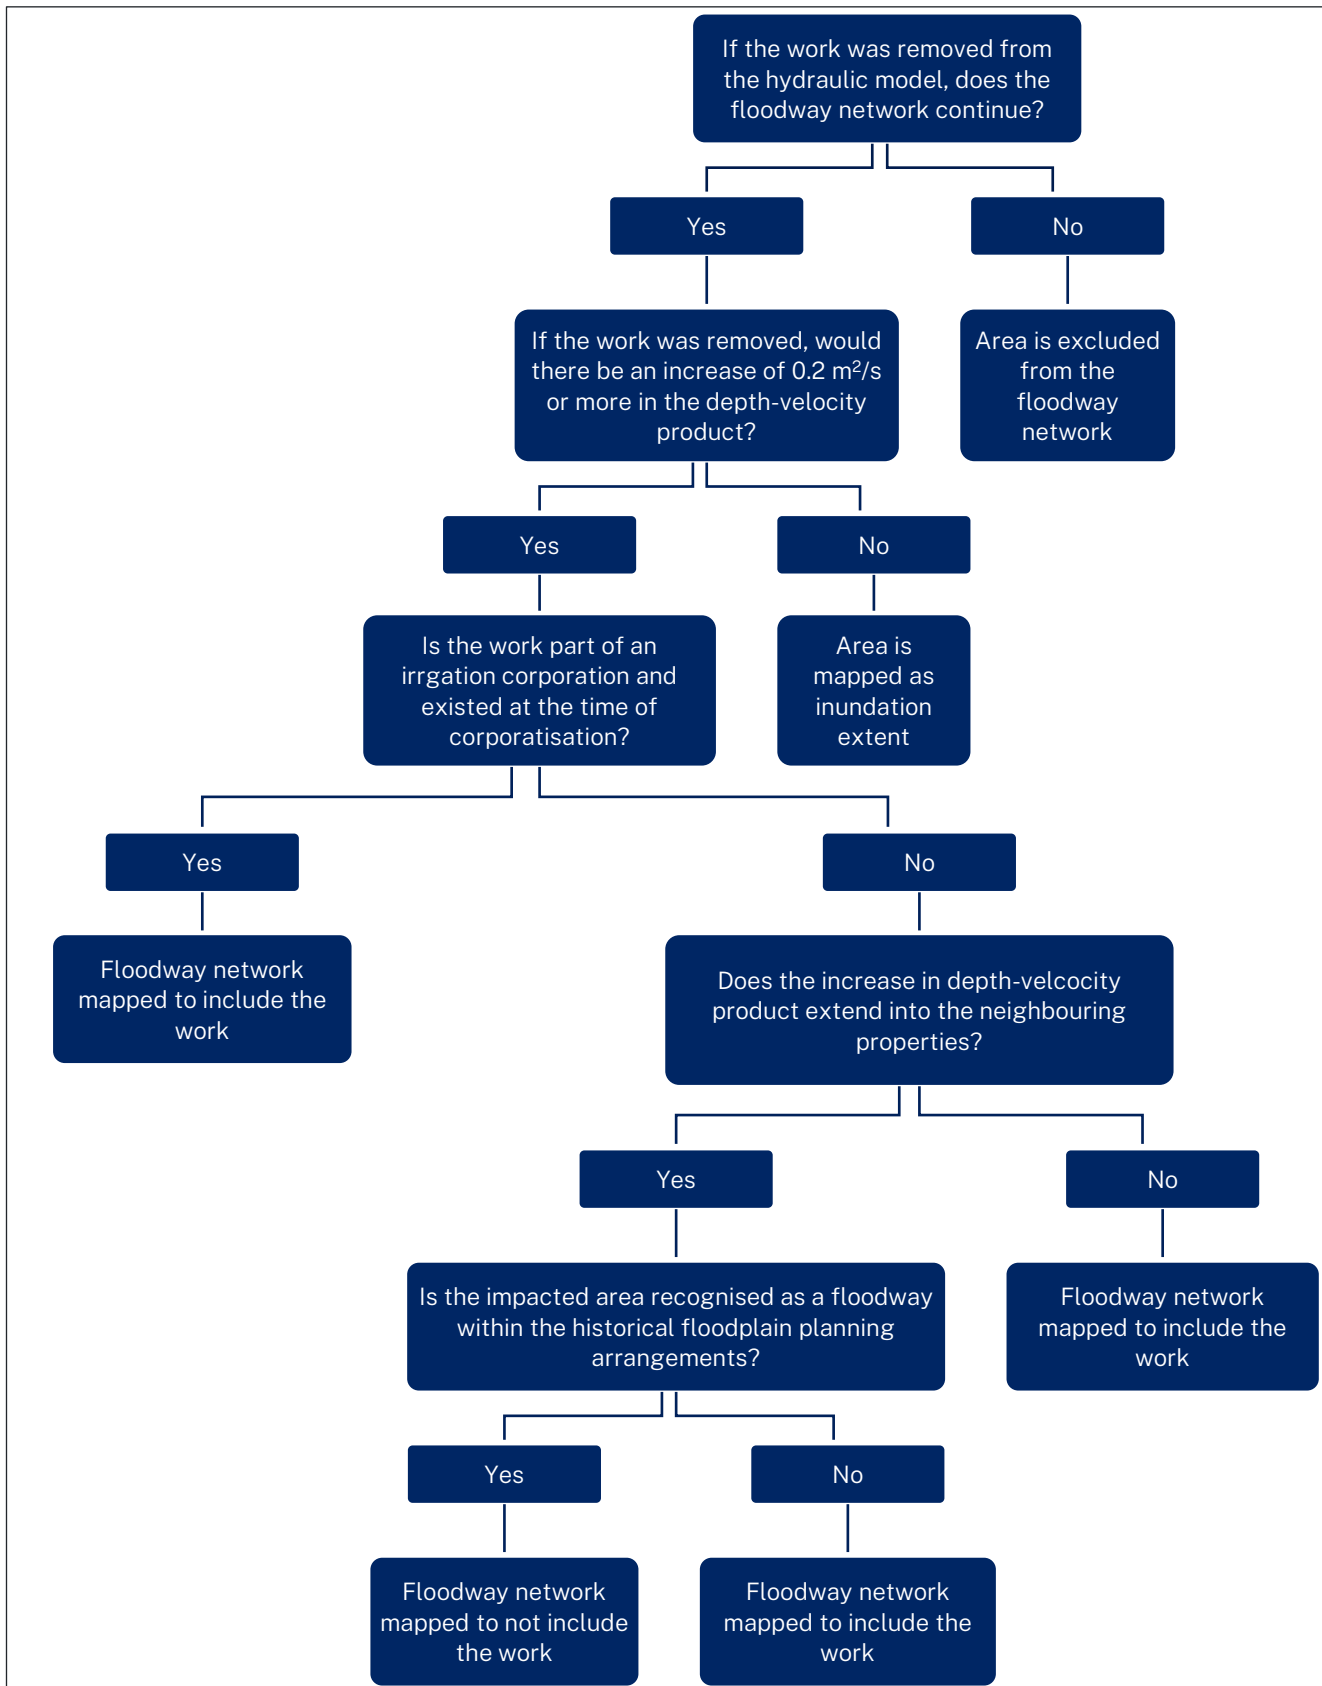 If the work was removed from
the hydraulic model, does the
floodway network continue?
Yes
No
If the work was removed, would
there be an increase of 0.2 m²/s
or more in the depth-velocity
product?
Area is excluded
from the
floodway
network
Yes
No
Is the work part of an
irrgation corporation and
existed at the time of
corporatisation?
Area is
mapped as
inundation
extent
Yes
No
Floodway network
mapped to include the
work
Does the increase in depth-velcocity
product extend into the neighbouring
properties?
Yes
No
Is the impacted area recognised as a floodway
within the historical floodplain planning
arrangements?
Floodway network
mapped to include the
work
Yes
No
Floodway network
mapped to not include
the work
Floodway network
mapped to include the
work